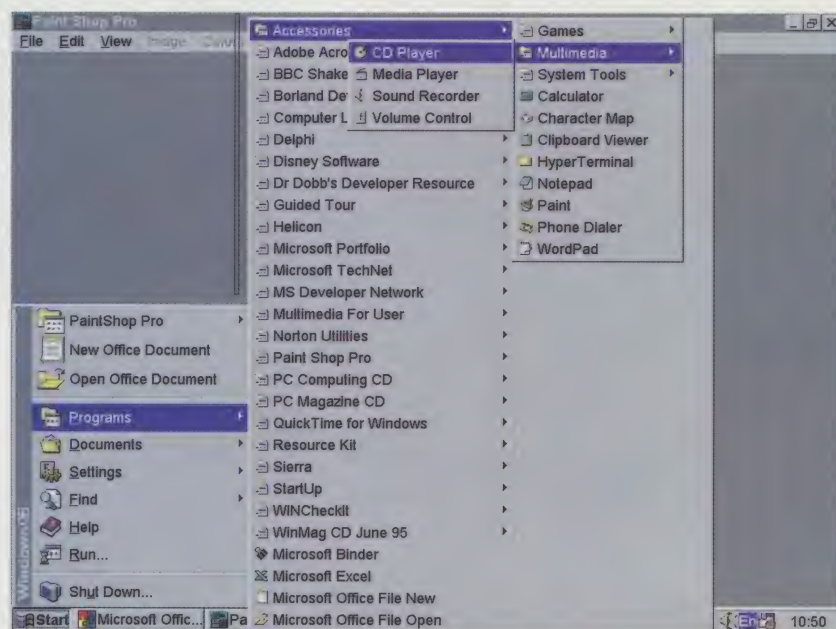 Paint Shop Pro
File Edit View Image
PaintShop Pro
New Office Document
Open Office Document
Programs
Documents
Settings
Find
Help
Run...
Shut Down...
Windows 95
Accessories
Adobe Acro
BBC Shake
Borland De
Computer L
Delphi
Disney Software
Dr Dobb's Developer Resource
Guided Tour
Helicon
Microsoft Portfolio
Microsoft TechNet
MS Developer Network
Multimedia For User
Norton Utilities
Paint Shop Pro
PC Computing CD
PC Magazine CD
QuickTime for Windows
Resource Kit
Sierra
StartUp
WINCheckit
WinMag CD June 95
Microsoft Binder
Microsoft Excel
Microsoft Office File New
Microsoft Office File Open
CD Player
Media Player
Sound Recorder
Volume Control
Games
Multimedia
System Tools
Calculator
Character Map
Clipboard Viewer
HyperTerminal
Notepad
Paint
Phone Dialer
WordPad
Start Microsoft Offic... Pa En 10:50